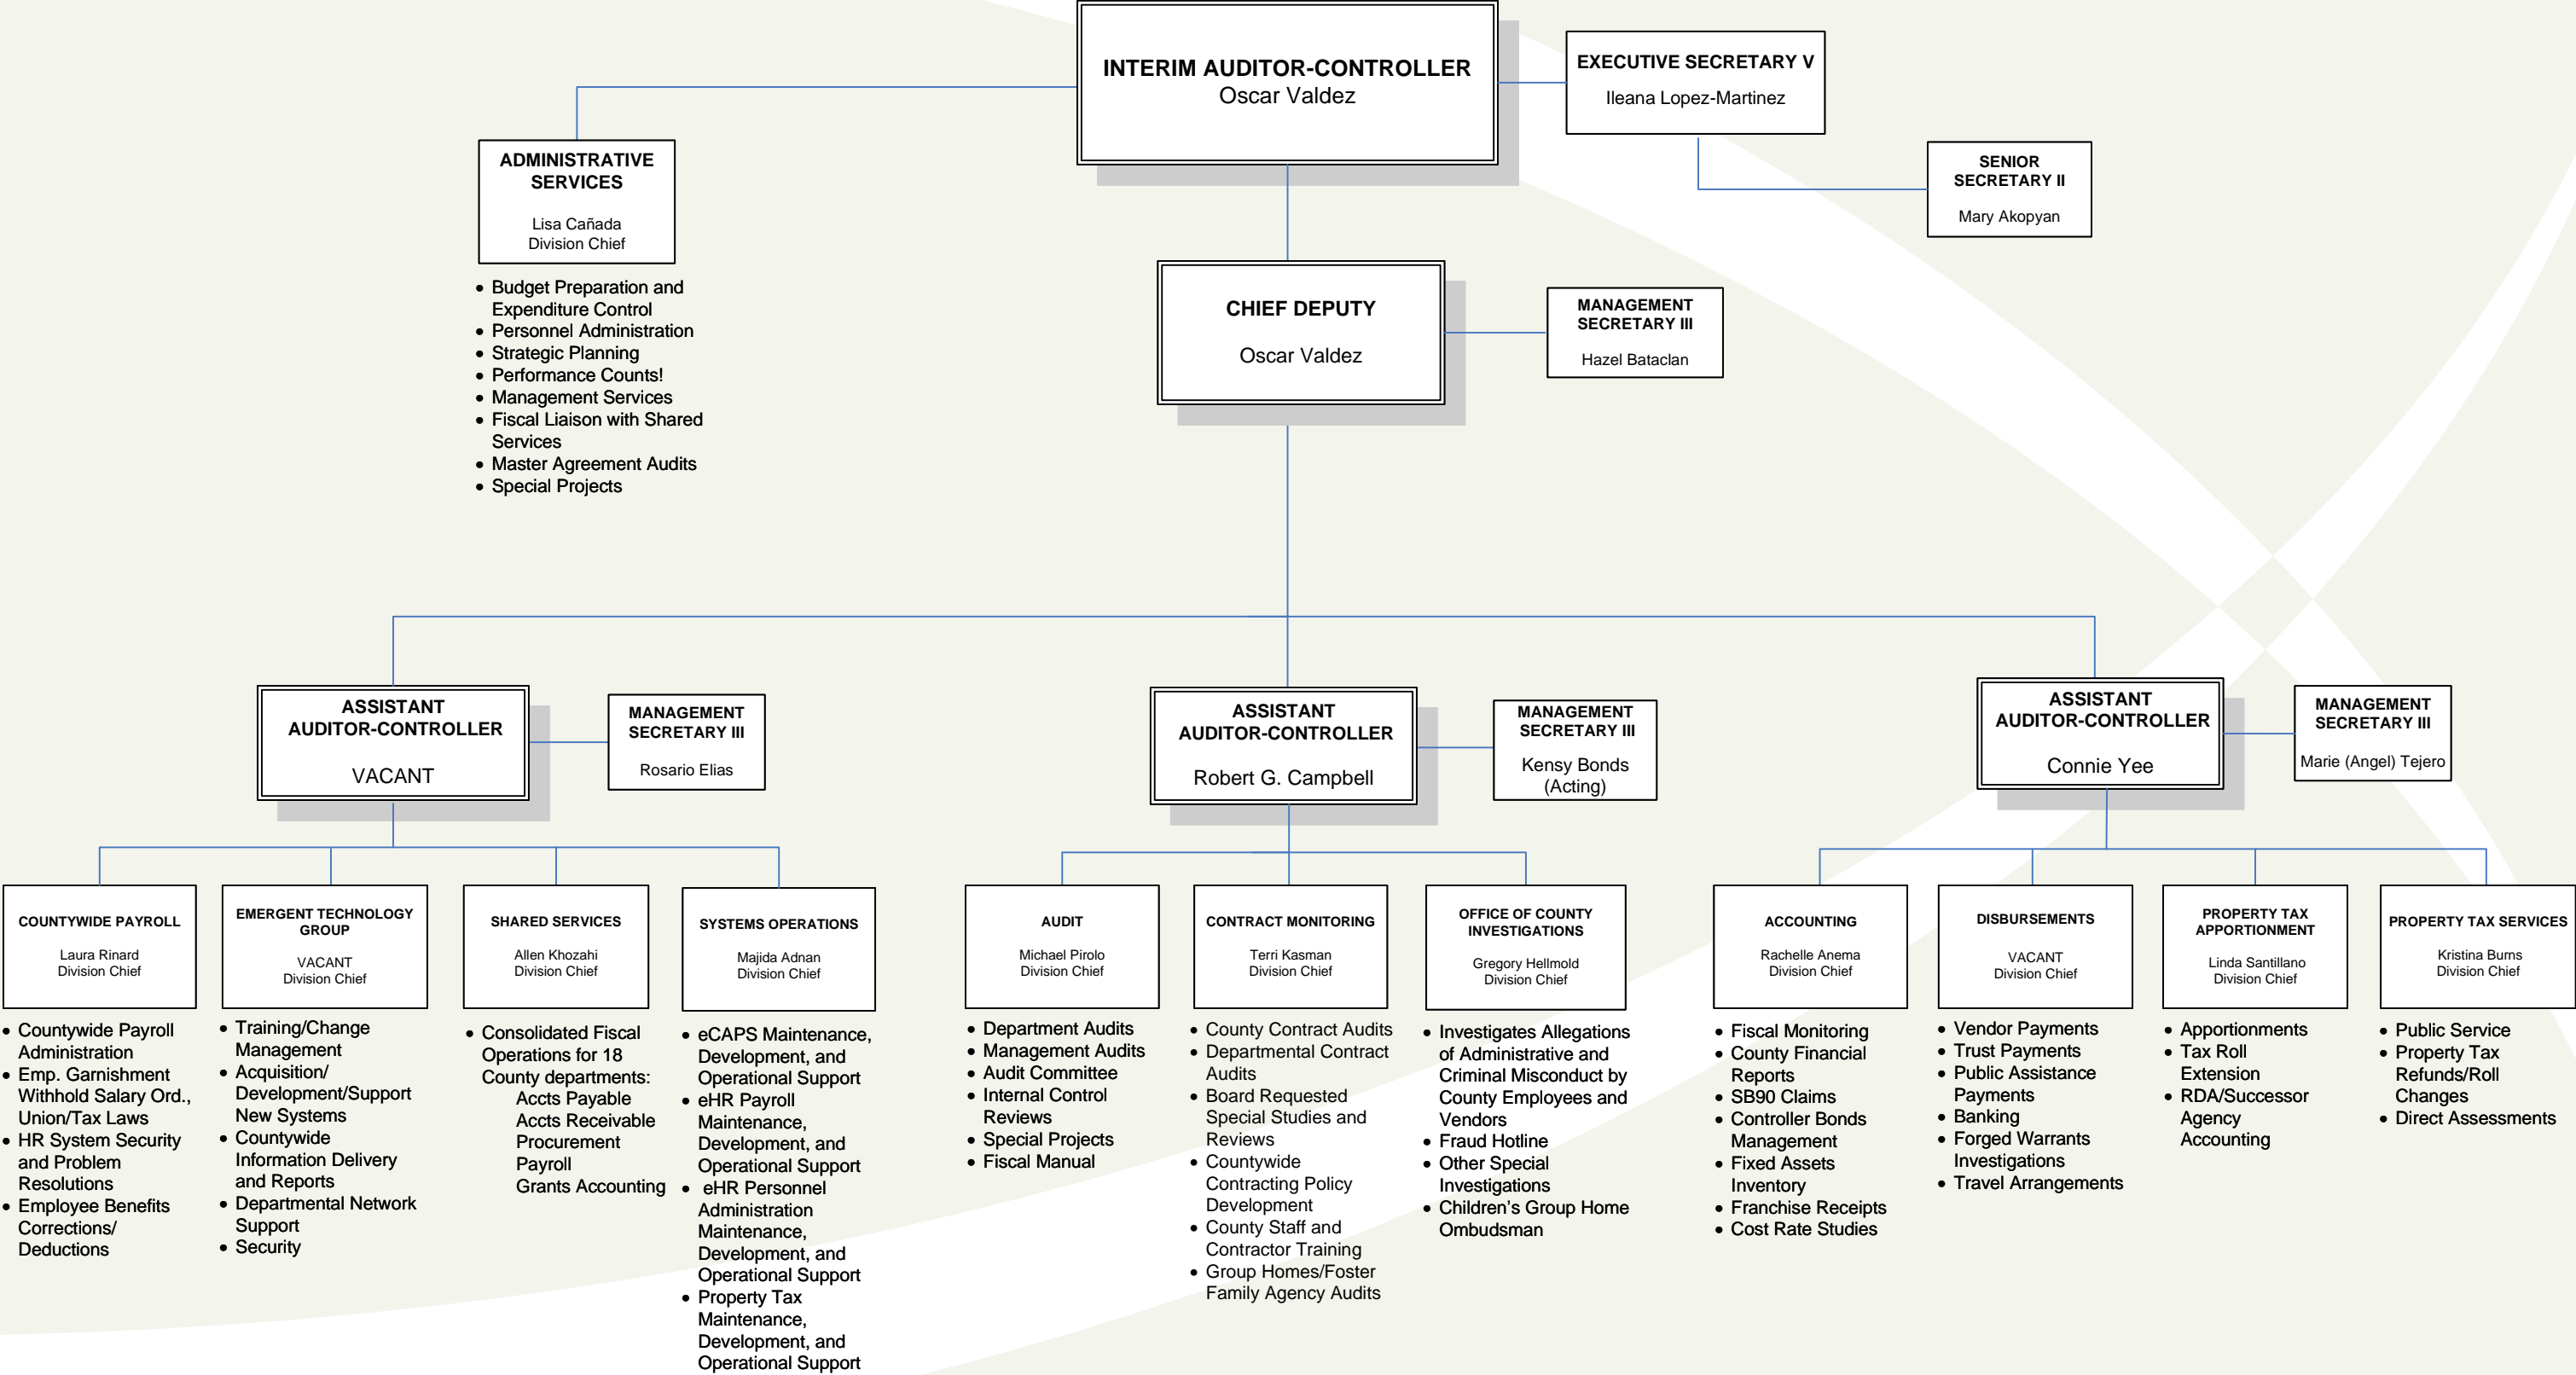 INTERIM AUDITOR-CONTROLLER
Oscar Valdez
EXECUTIVE SECRETARY V
Ileana Lopez-Martinez
SENIOR
SECRETARY II
Mary Akopyan
ADMINISTRATIVE
SERVICES
Lisa Cañada
Division Chief
• Budget Preparation and
Expenditure Control
• Personnel Administration
• Strategic Planning
• Performance Counts!
• Management Services
• Fiscal Liaison with Shared
Services
• Master Agreement Audits
• Special Projects
CHIEF DEPUTY
Oscar Valdez
MANAGEMENT
SECRETARY III
Hazel Bataclan
ASSISTANT
AUDITOR-CONTROLLER
VACANT
MANAGEMENT
SECRETARY III
Rosario Elias
ASSISTANT
AUDITOR-CONTROLLER
Robert G. Campbell
MANAGEMENT
SECRETARY III
Kensy Bonds
(Acting)
ASSISTANT
AUDITOR-CONTROLLER
Connie Yee
MANAGEMENT
SECRETARY III
Marie (Angel) Tejero
COUNTYWIDE PAYROLL
Laura Rinard
Division Chief
• Countywide Payroll
Administration
• Emp. Garnishment
Withhold Salary Ord.,
Union/Tax Laws
• HR System Security
and Problem
Resolutions
• Employee Benefits
Corrections/
Deductions
EMERGENT TECHNOLOGY
GROUP
VACANT
Division Chief
• Training/Change
Management
• Acquisition/
Development/Support
New Systems
• Countywide
Information Delivery
and Reports
• Departmental Network
Support
• Security
SHARED SERVICES
Allen Khozahi
Division Chief
• Consolidated Fiscal
Operations for 18
County departments:
Accts Payable
Accts Receivable
Procurement
Payroll
Grants Accounting
SYSTEMS OPERATIONS
Majida Adnan
Division Chief
• eCAPS Maintenance,
Development, and
Operational Support
• eHR Payroll
Maintenance,
Development, and
Operational Support
• eHR Personnel
Administration
Maintenance,
Development, and
Operational Support
• Property Tax
Maintenance,
Development, and
Operational Support
AUDIT
Michael Pirolo
Division Chief
• Department Audits
• Management Audits
• Audit Committee
• Internal Control
Reviews
• Special Projects
• Fiscal Manual
CONTRACT MONITORING
Terri Kasman
Division Chief
• County Contract Audits
• Departmental Contract
Audits
• Board Requested
Special Studies and
Reviews
• Countywide
Contracting Policy
Development
• County Staff and
Contractor Training
• Group Homes/Foster
Family Agency Audits
OFFICE OF COUNTY
INVESTIGATIONS
Gregory Hellmold
Division Chief
• Investigates Allegations
of Administrative and
Criminal Misconduct by
County Employees and
Vendors
• Fraud Hotline
• Other Special
Investigations
• Children's Group Home
Ombudsman
ACCOUNTING
Rachelle Anema
Division Chief
• Fiscal Monitoring
• County Financial
Reports
• SB90 Claims
• Controller Bonds
Management
• Fixed Assets
Inventory
• Franchise Receipts
• Cost Rate Studies
DISBURSEMENTS
VACANT
Division Chief
• Vendor Payments
• Trust Payments
• Public Assistance
Payments
• Banking
• Forged Warrants
Investigations
• Travel Arrangements
PROPERTY TAX
APPORTIONMENT
Linda Santillano
Division Chief
• Apportionments
• Tax Roll
Extension
• RDA/Successor
Agency
Accounting
PROPERTY TAX SERVICES
Kristina Burns
Division Chief
• Public Service
• Property Tax
Refunds/Roll
Changes
• Direct Assessments